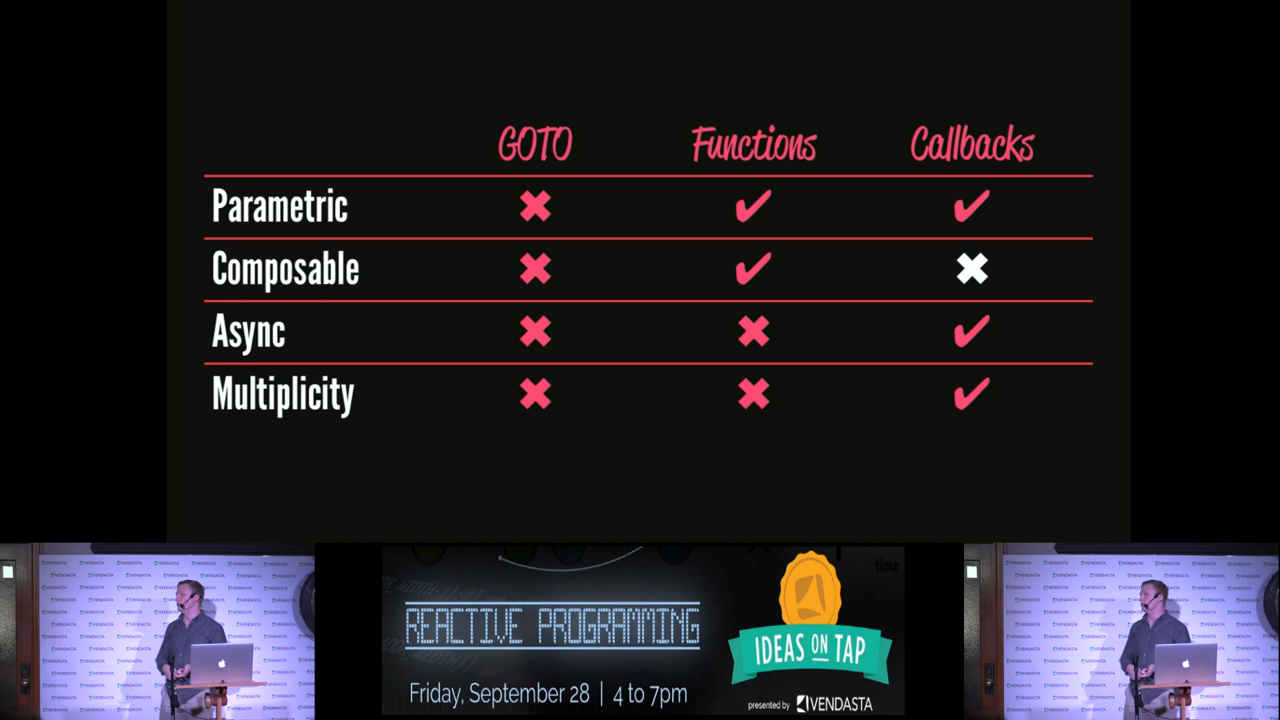 GOTO Functions Callbacks
Parametric ✖ ✔ ✔
Composable ✖ ✔ ✖
Async ✖ ✖ ✔
Multiplicity ✖ ✖ ✔
time
REACTIVE PROGRAMMING
Friday, September 28 | 4 to 7pm
IDEAS ON TAP
presented by VENDASTA